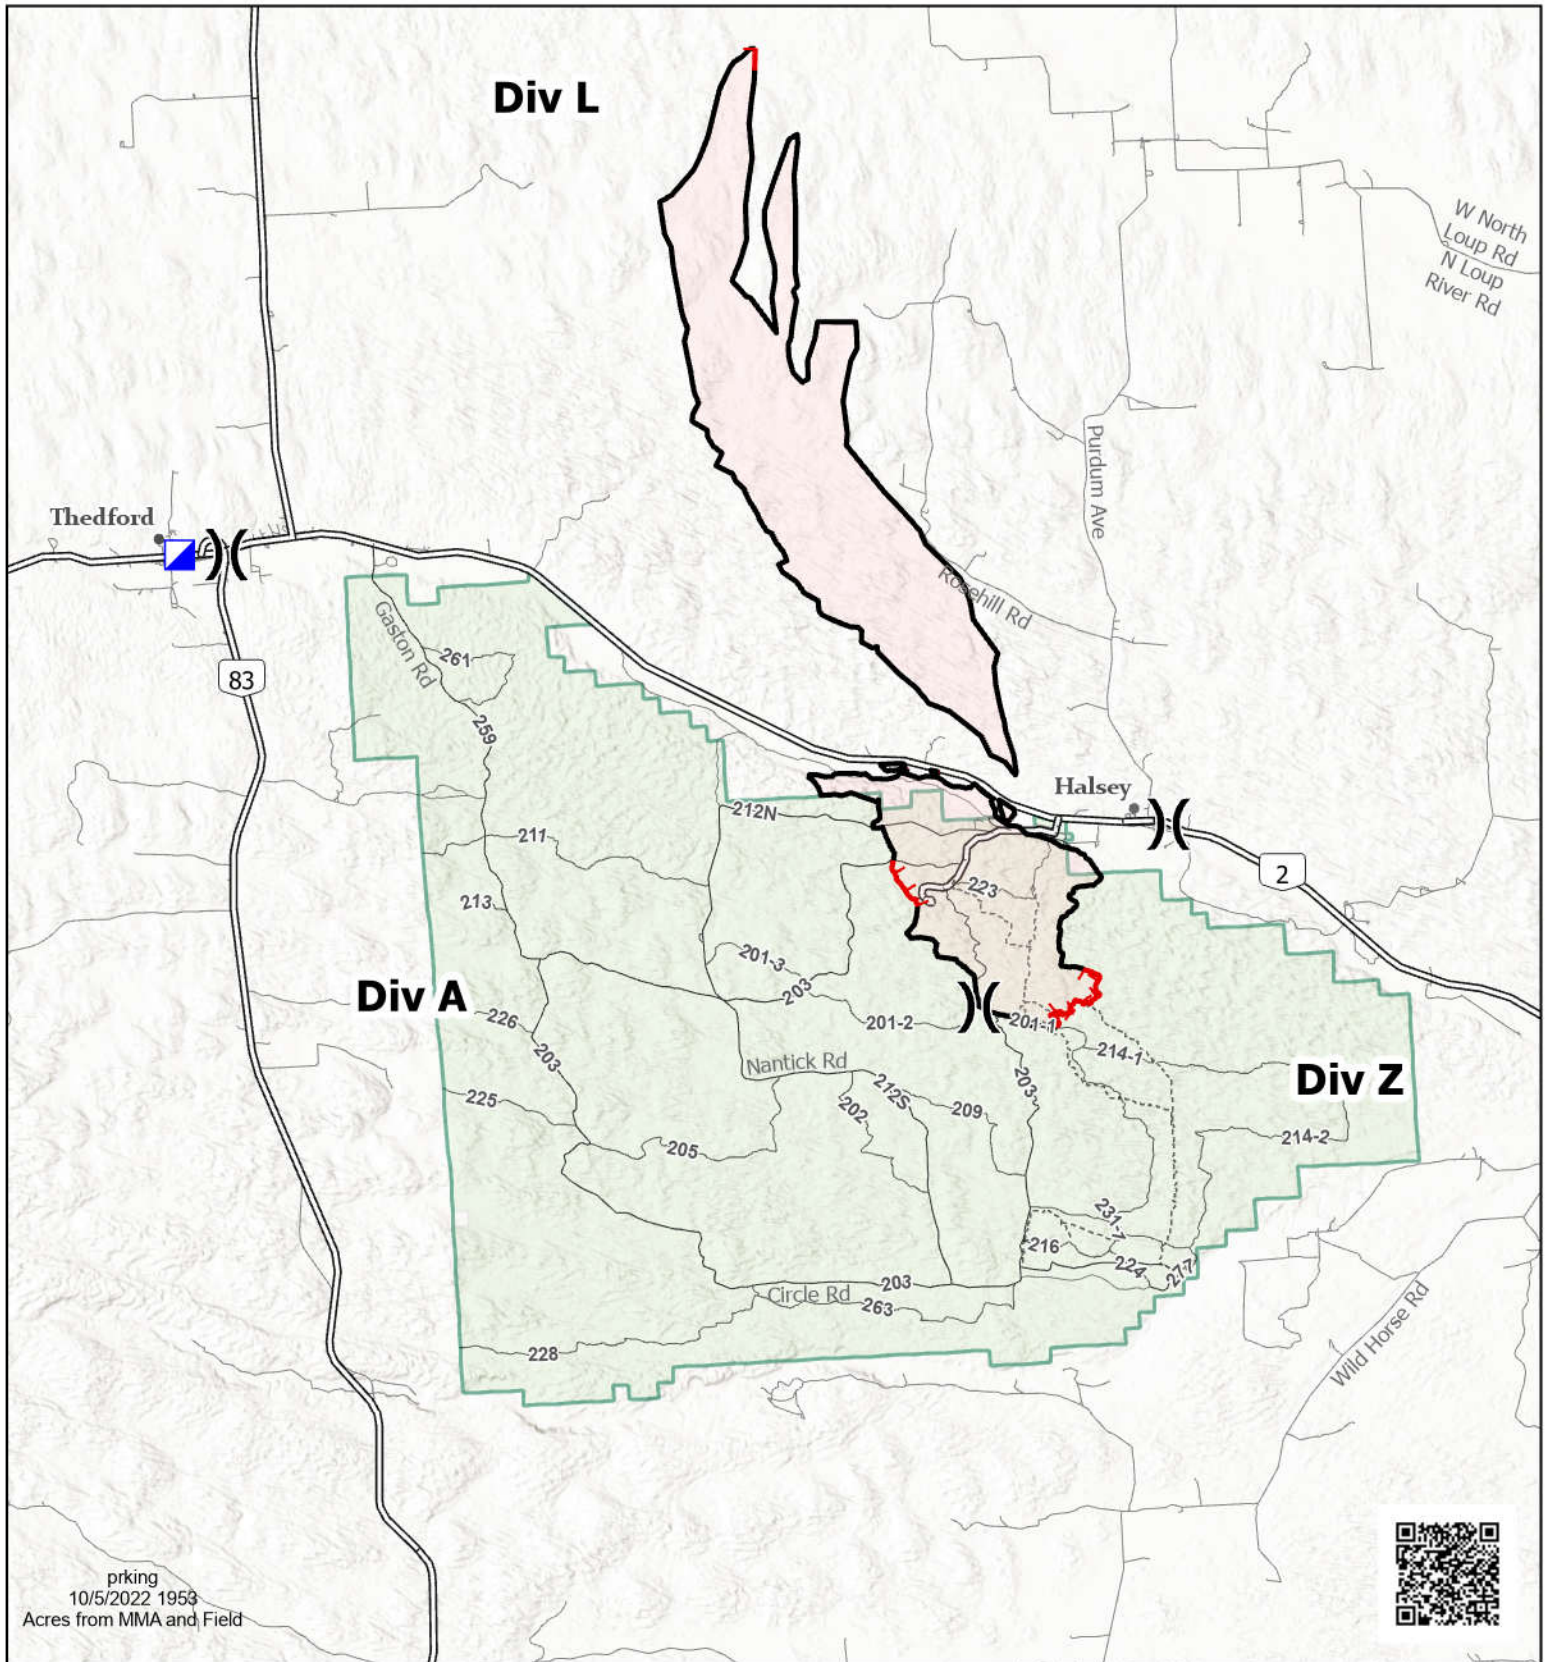 Div L
W North
Loup Rd
N Loup
River Rd
Purdum Ave
Thedford
Rosehill Rd
Gaston Rd
261
83
259
Halsey
212N
211
2
223
213
201-3
203
Div A
226
201-2
201-1
203
Nantick Rd
214-1
203
Div Z
225
212S
202
209
205
214-2
231
216
224
277
203
Circle Rd
263
228
Wild Horse Rd
prking
10/5/2022 1953
Acres from MMA and Field